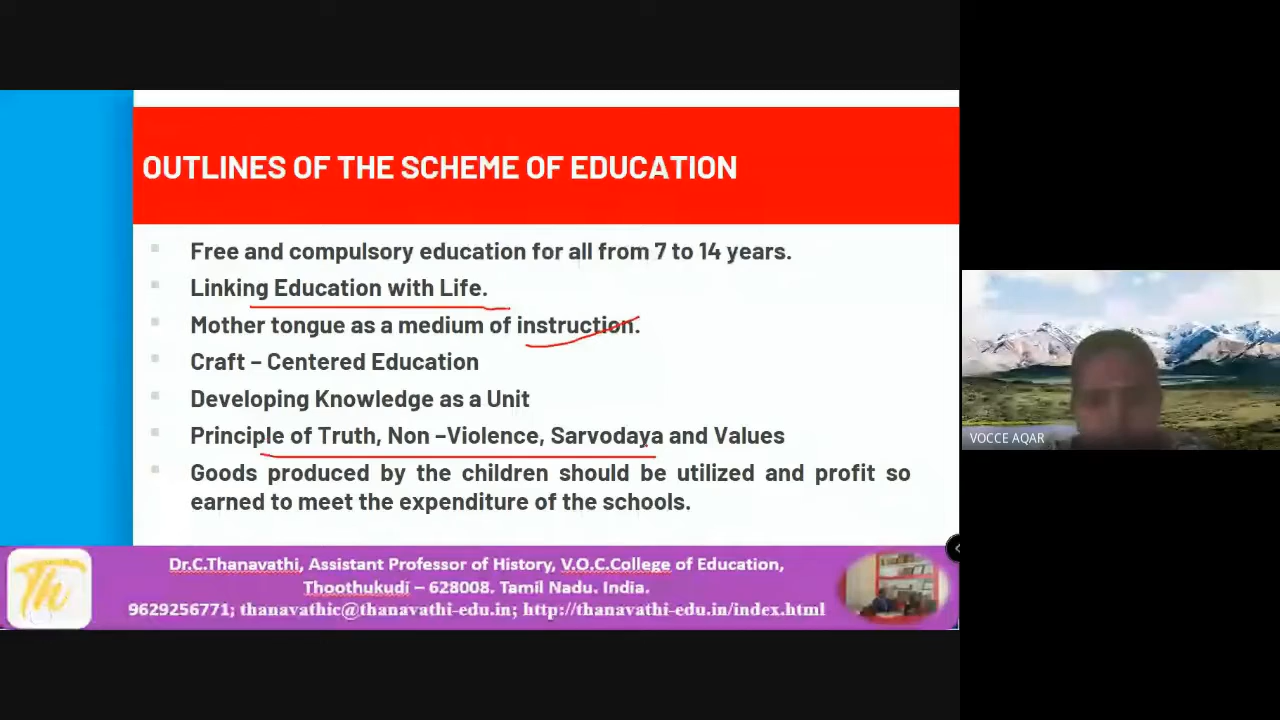 OUTLINES OF THE SCHEME OF EDUCATION
Free and compulsory education for all from 7 to 14 years.
Linking Education with Life.
Mother tongue as a medium of instruction.
Craft – Centered Education
Developing Knowledge as a Unit
Principle of Truth, Non –Violence, Sarvodaya and Values
Goods produced by the children should be utilized and profit so
earned to meet the expenditure of the schools.
VOCCE AQAR
Th
Dr.C.Thanavathi, Assistant Professor of History, V.O.C.College of Education,
Thoothukudi – 628008. Tamil Nadu. India.
9629256771; thanavathic@thanavathi-edu.in; http://thanavathi-edu.in/index.html